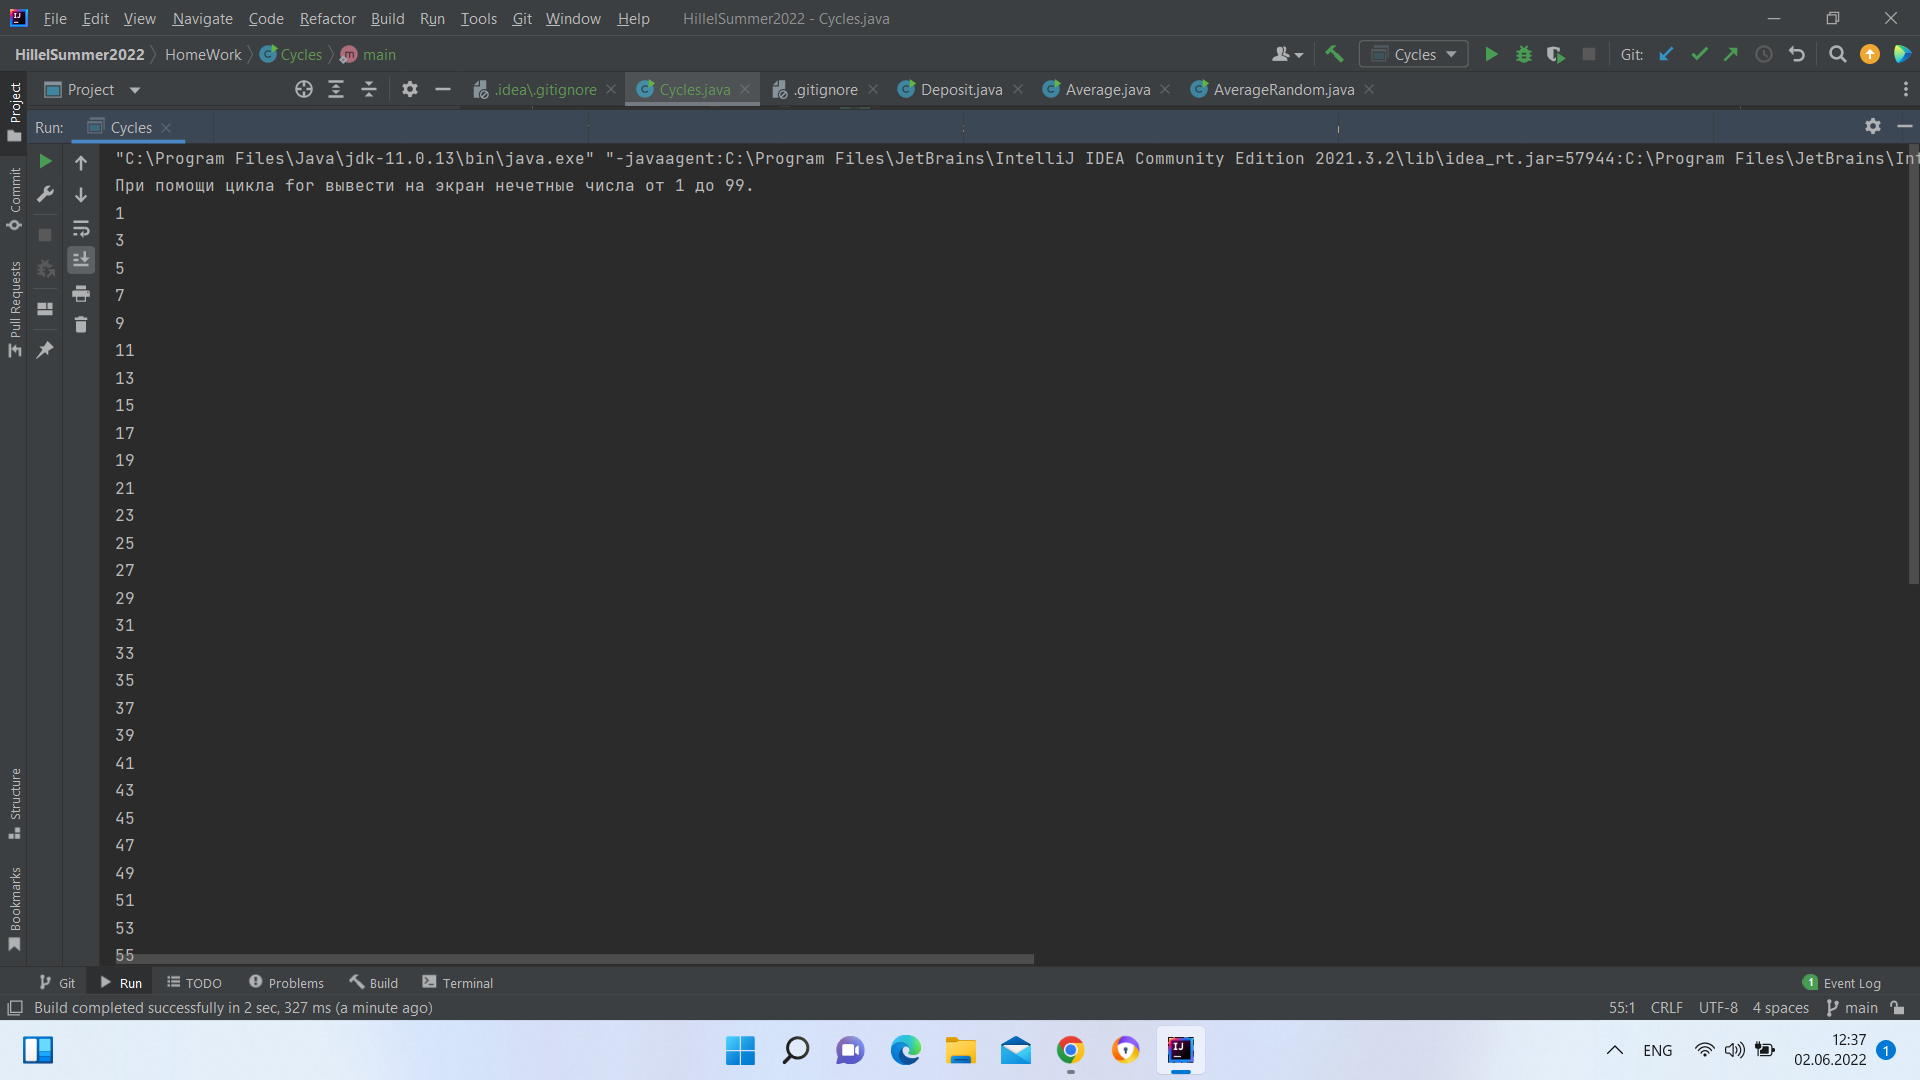 File Edit View Navigate Code Refactor Build Run Tools Git Window Help HillelSummer2022 - Cycles.java
HillelSummer2022 HomeWork Cycles main Cycles Git:
Project .idea\.gitignore Cycles.java .gitignore Deposit.java Average.java AverageRandom.java
Run: Cycles
"C:\Program Files\Java\jdk-11.0.13\bin\java.exe" "-javaagent:C:\Program Files\JetBrains\IntelliJ IDEA Community Edition 2021.3.2\lib\idea_rt.jar=57944:C:\Program Files\JetBrains\Int
При помощи цикла for вывести на экран нечетные числа от 1 до 99.
1
3
5
7
9
11
13
15
17
19
21
23
25
27
29
31
33
35
37
39
41
43
45
47
49
51
53
55
Project
Commit
Pull Requests
Structure
Bookmarks
Git Run TODO Problems Build Terminal 1 Event Log
Build completed successfully in 2 sec, 327 ms (a minute ago) 55:1 CRLF UTF-8 4 spaces main
ENG 12:37 1
02.06.2022